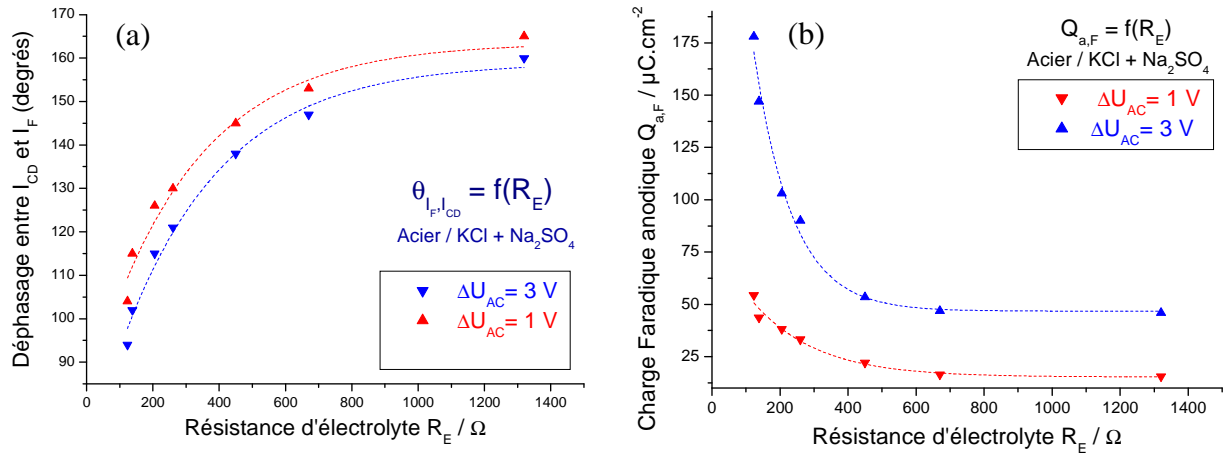 (a)
Déphasage entre I_CD et I_F (degrés)
170
160
150
140
130
120
110
100
90
0 200 400 600 800 1000 1200 1400
Résistance d'électrolyte R_E / Ω
θ_I_F,I_CD = f(R_E)
Acier / KCl + Na₂SO₄
ΔU_AC= 3 V
ΔU_AC= 1 V
(b)
Charge Faradique anodique Q_a,F / µC.cm⁻²
175
150
125
100
75
50
25
0 200 400 600 800 1000 1200 1400
Résistance d'électrolyte R_E / Ω
Q_a,F = f(R_E)
Acier / KCl + Na₂SO₄
ΔU_AC= 1 V
ΔU_AC= 3 V